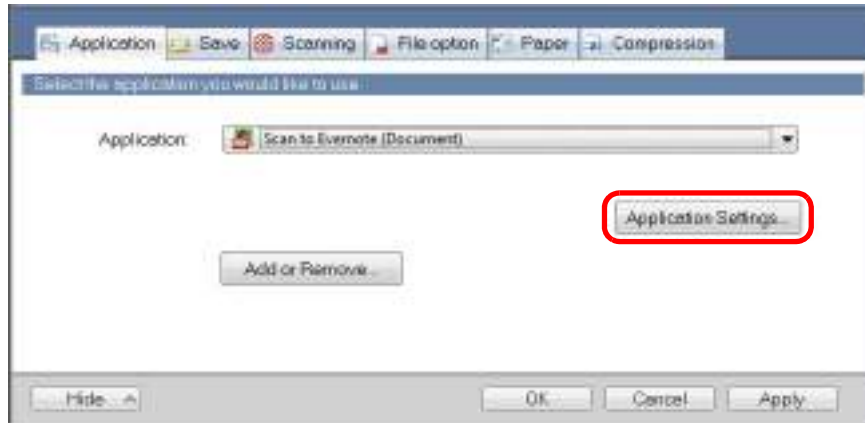 Application Save Scanning File option Paper Compression
Select the application you would like to use.
Application: Scan to Evernote (Document)
Application Settings...
Add or Remove...
Hide OK Cancel Apply